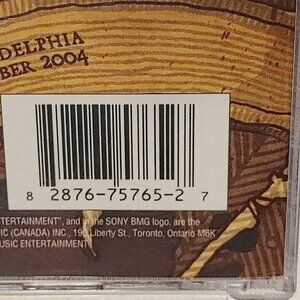 DELPHIA
BER 2004
8 2876-75765-2 7
ENTERTAINMENT", and in the SONY BMG logo, are the
IC (CANADA) INC., 190 Liberty St., Toronto, Ontario M6K
USIC ENTERTAINMENT